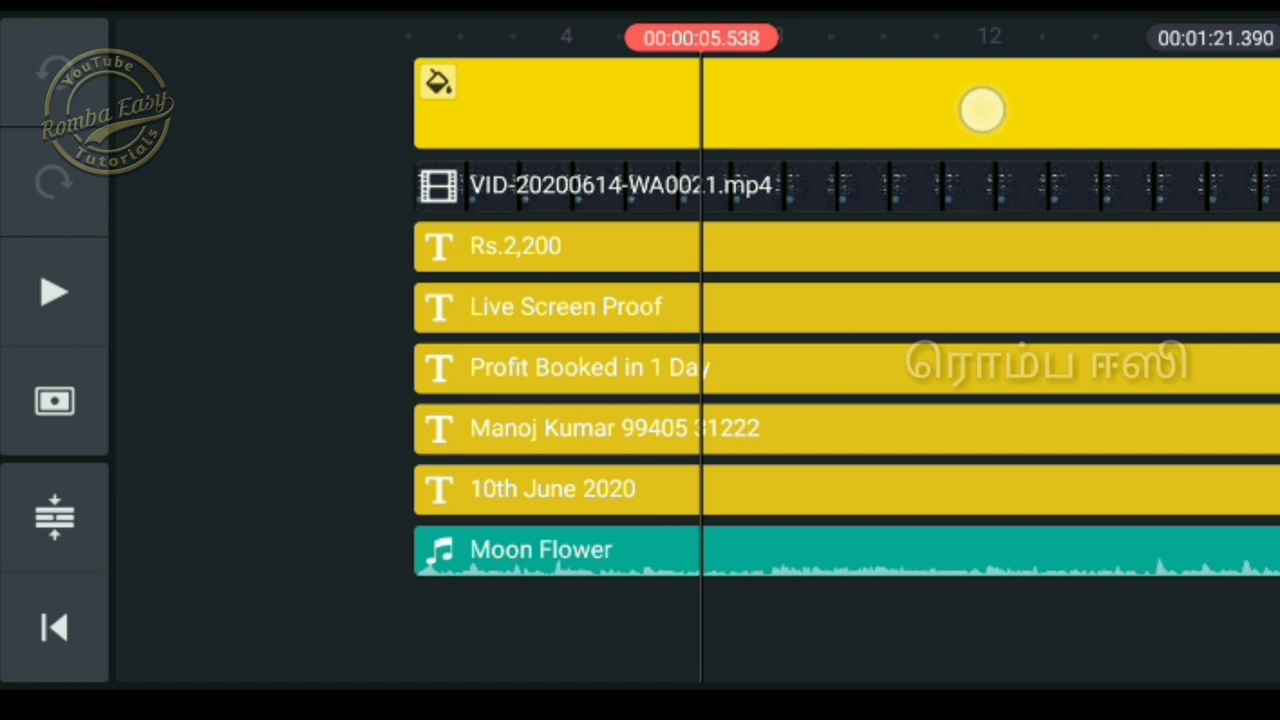 4
00:00:05.538
8
12
00:01:21.390
YouTube
Romba Easy
Tutorials
VID-20200614-WA0021.mp4
Rs.2,200
Live Screen Proof
Profit Booked in 1 Day
ரொம்ப ஈஸி
Manoj Kumar 99405 31222
10th June 2020
Moon Flower